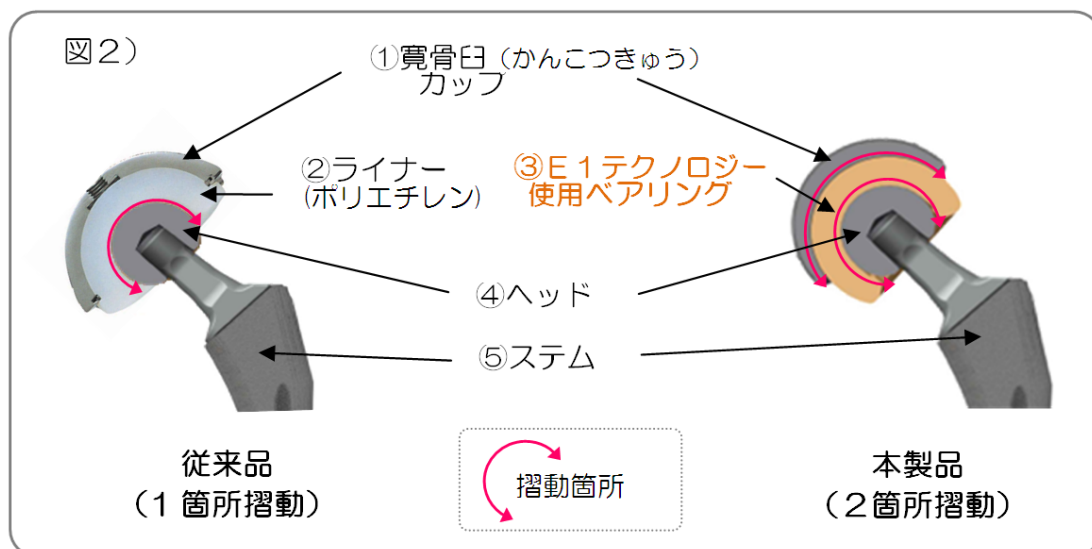 図2)
①寛骨臼（かんこつきゅう）
カップ
②ライナー
(ポリエチレン)
③E1テクノロジー
使用ベアリング
④ヘッド
⑤ステム
従来品
（1箇所摺動）
摺動箇所
本製品
（2箇所摺動）